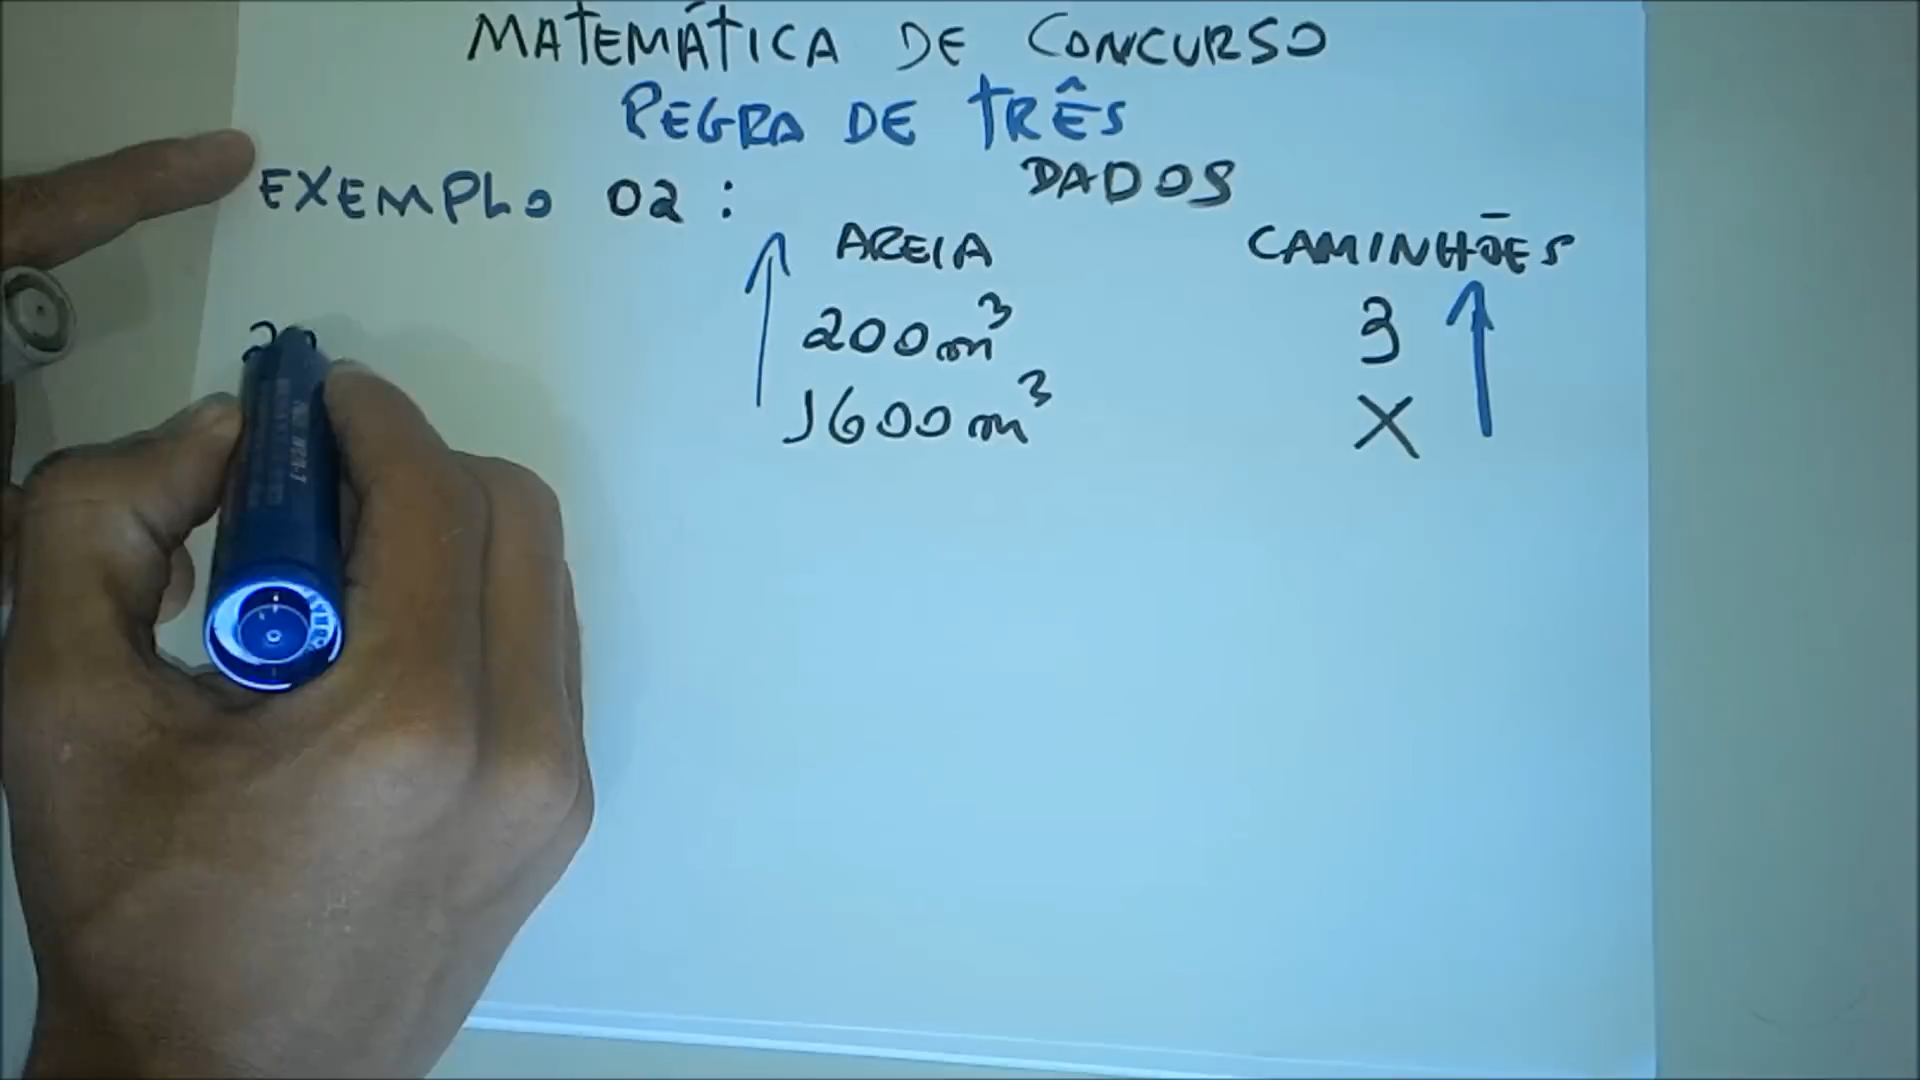 MATEMÁTICA DE CONCURSO
REGRA DE TRÊS
EXEMPLO 02:
DADOS
AREIA CAMINHÕES
200m³ 3
1600m³ X